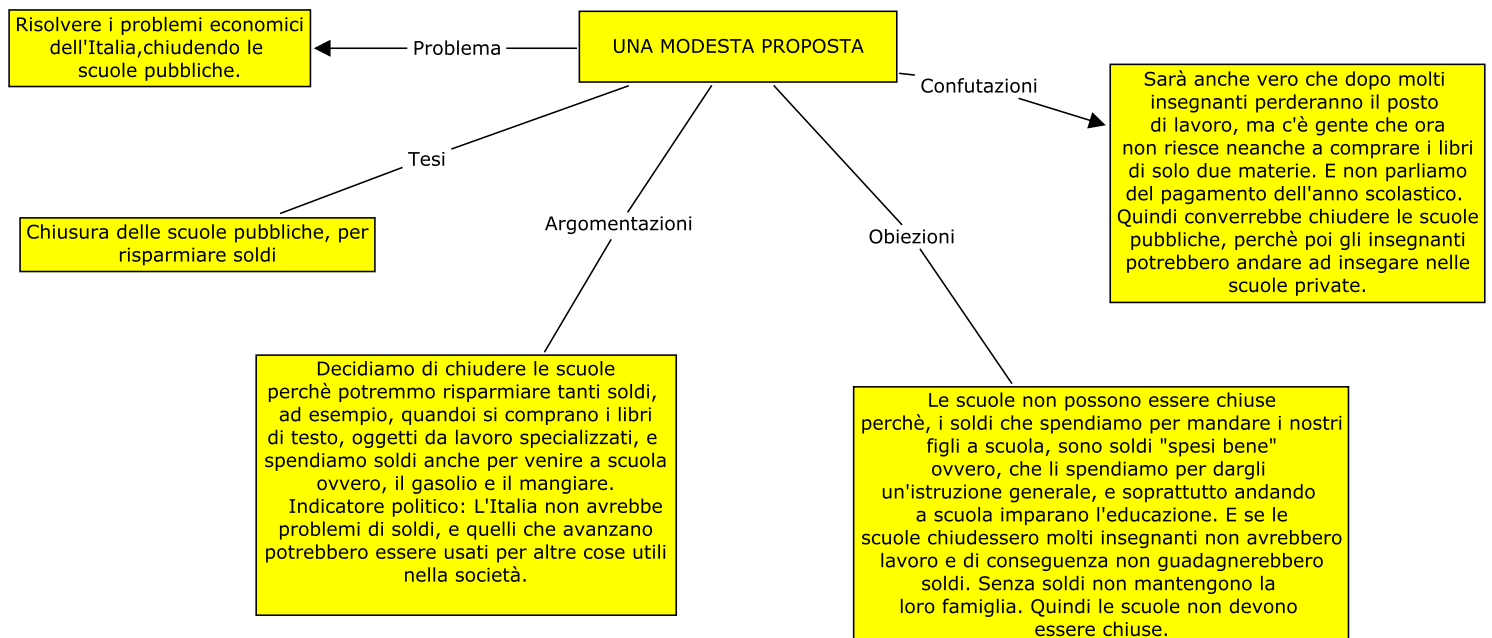 UNA MODESTA PROPOSTA
Problema
Risolvere i problemi economici
dell'Italia,chiudendo le
scuole pubbliche.
Tesi
Chiusura delle scuole pubbliche, per
risparmiare soldi
Argomentazioni
Decidiamo di chiudere le scuole
perchè potremmo risparmiare tanti soldi,
ad esempio, quandoi si comprano i libri
di testo, oggetti da lavoro specializzati, e
spendiamo soldi anche per venire a scuola
ovvero, il gasolio e il mangiare.
Indicatore politico: L'Italia non avrebbe
problemi di soldi, e quelli che avanzano
potrebbero essere usati per altre cose utili
nella società.
Obiezioni
Le scuole non possono essere chiuse
perchè, i soldi che spendiamo per mandare i nostri
figli a scuola, sono soldi "spesi bene"
ovvero, che li spendiamo per dargli
un'istruzione generale, e soprattutto andando
a scuola imparano l'educazione. E se le
scuole chiudessero molti insegnanti non avrebbero
lavoro e di conseguenza non guadagnerebbero
soldi. Senza soldi non mantengono la
loro famiglia. Quindi le scuole non devono
essere chiuse.
Confutazioni
Sarà anche vero che dopo molti
insegnanti perderanno il posto
di lavoro, ma c'è gente che ora
non riesce neanche a comprare i libri
di solo due materie. E non parliamo
del pagamento dell'anno scolastico.
Quindi converrebbe chiudere le scuole
pubbliche, perchè poi gli insegnanti
potrebbero andare ad insegare nelle
scuole private.